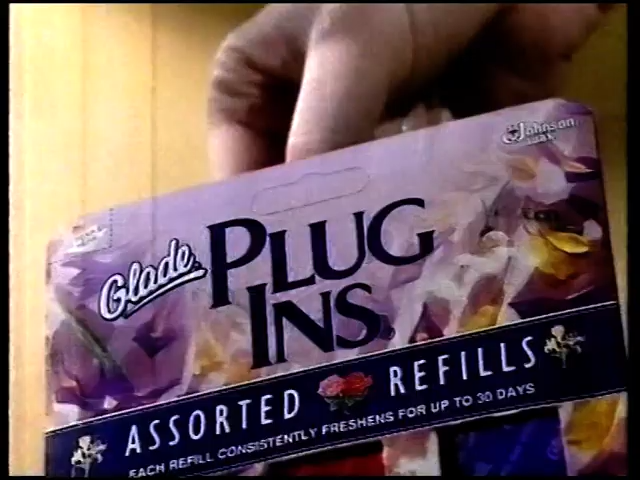 Johnson
wax
Glade
PLUG
INS®
ASSORTED REFILLS
EACH REFILL CONSISTENTLY FRESHENS FOR UP TO 30 DAYS